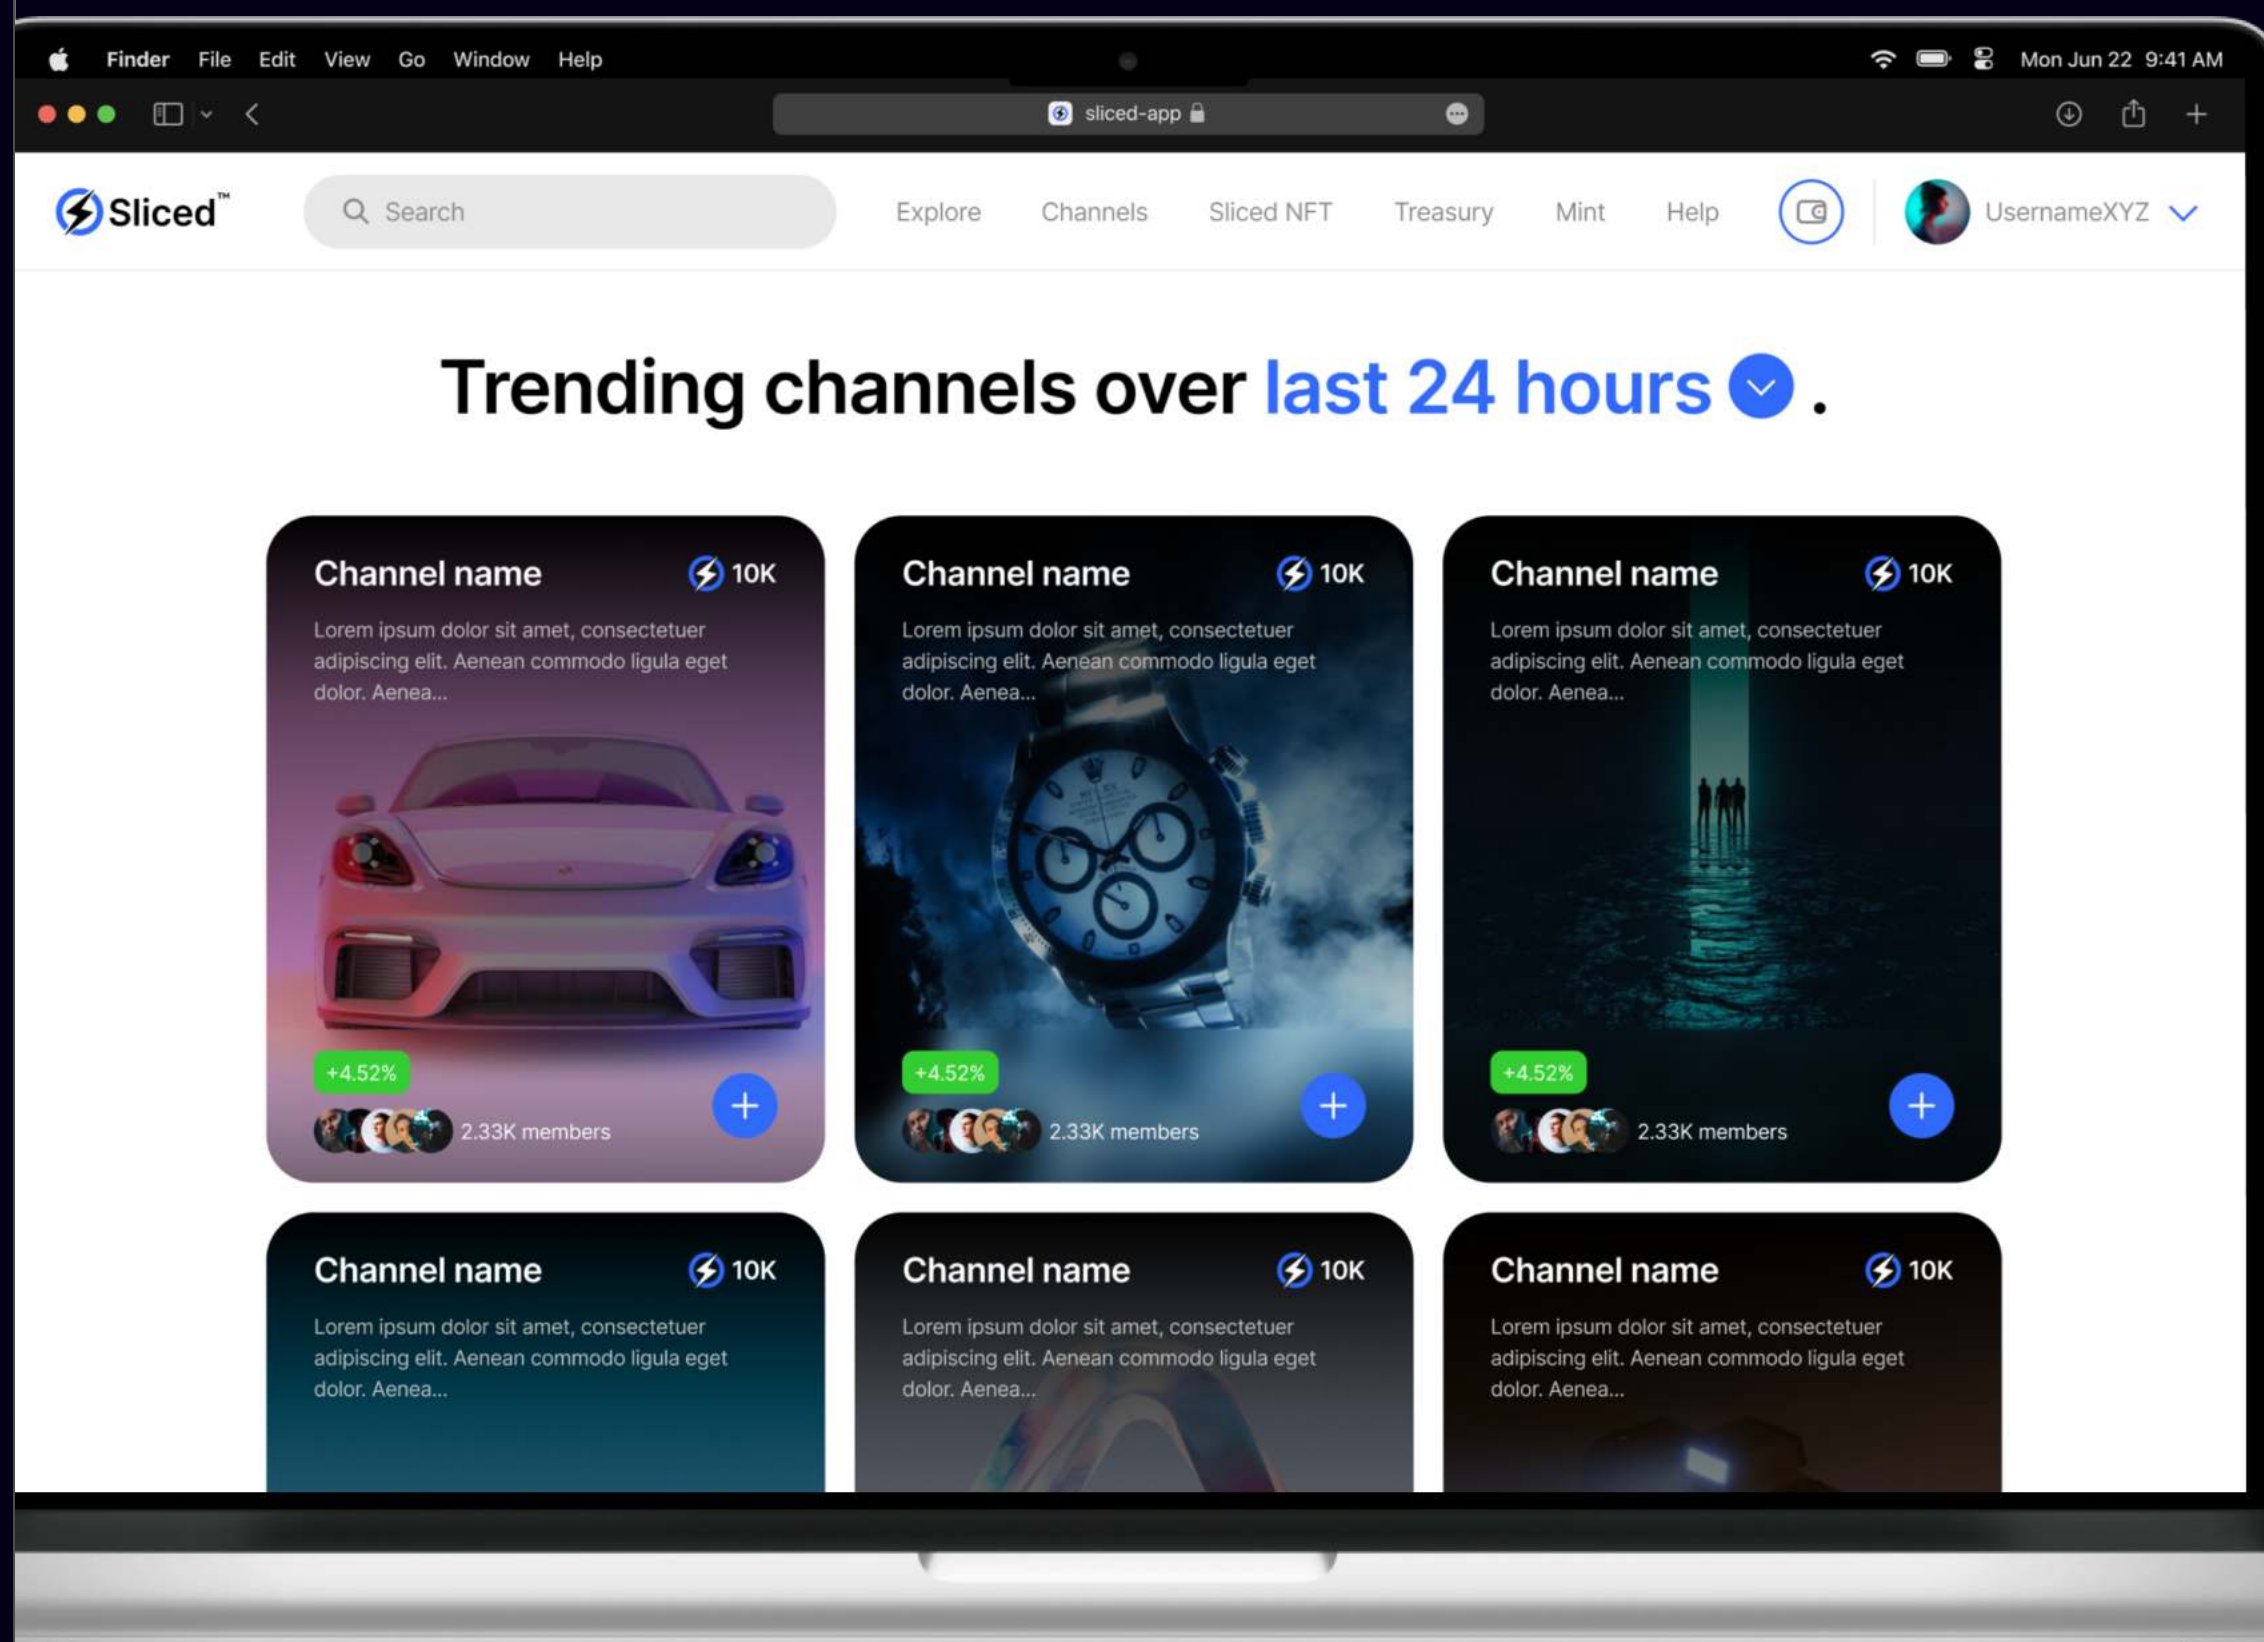 Finder File Edit View Go Window Help
Mon Jun 22 9:41 AM
sliced-app
Sliced™
Search
Explore Channels Sliced NFT Treasury Mint Help
UsernameXYZ
Trending channels over last 24 hours .
Channel name 10K
Lorem ipsum dolor sit amet, consectetuer
adipiscing elit. Aenean commodo ligula eget
dolor. Aenea...
+4.52%
2.33K members
Channel name 10K
Lorem ipsum dolor sit amet, consectetuer
adipiscing elit. Aenean commodo ligula eget
dolor. Aenea...
+4.52%
2.33K members
Channel name 10K
Lorem ipsum dolor sit amet, consectetuer
adipiscing elit. Aenean commodo ligula eget
dolor. Aenea...
+4.52%
2.33K members
Channel name 10K
Lorem ipsum dolor sit amet, consectetuer
adipiscing elit. Aenean commodo ligula eget
dolor. Aenea...
Channel name 10K
Lorem ipsum dolor sit amet, consectetuer
adipiscing elit. Aenean commodo ligula eget
dolor. Aenea...
Channel name 10K
Lorem ipsum dolor sit amet, consectetuer
adipiscing elit. Aenean commodo ligula eget
dolor. Aenea...